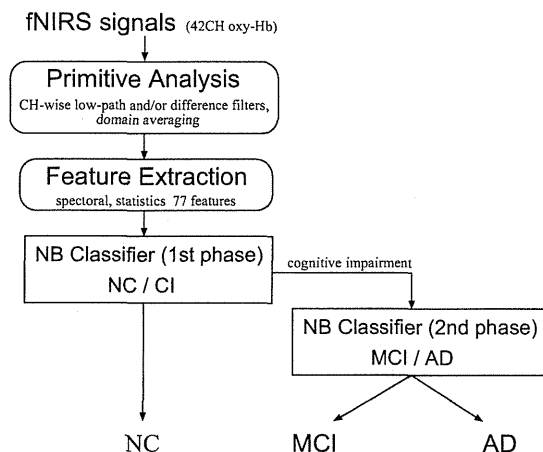 fNIRS signals (42CH oxy-Hb)
Primitive Analysis
CH-wise low-path and/or difference filters,
domain averaging
Feature Extraction
spectoral, statistics 77 features
NB Classifier (1st phase)
NC / CI
cognitive impairment
NB Classifier (2nd phase)
MCI / AD
NC
MCI
AD